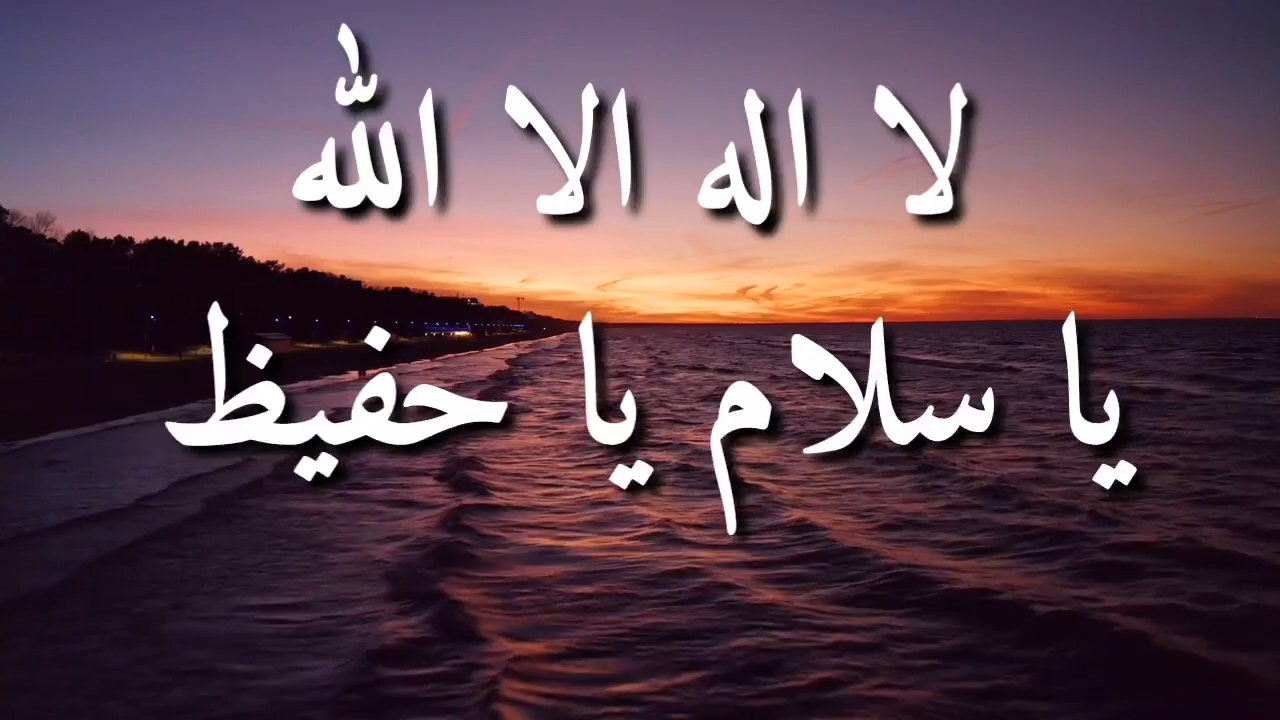 لا اله الا الله
يا سلام يا حفيظ